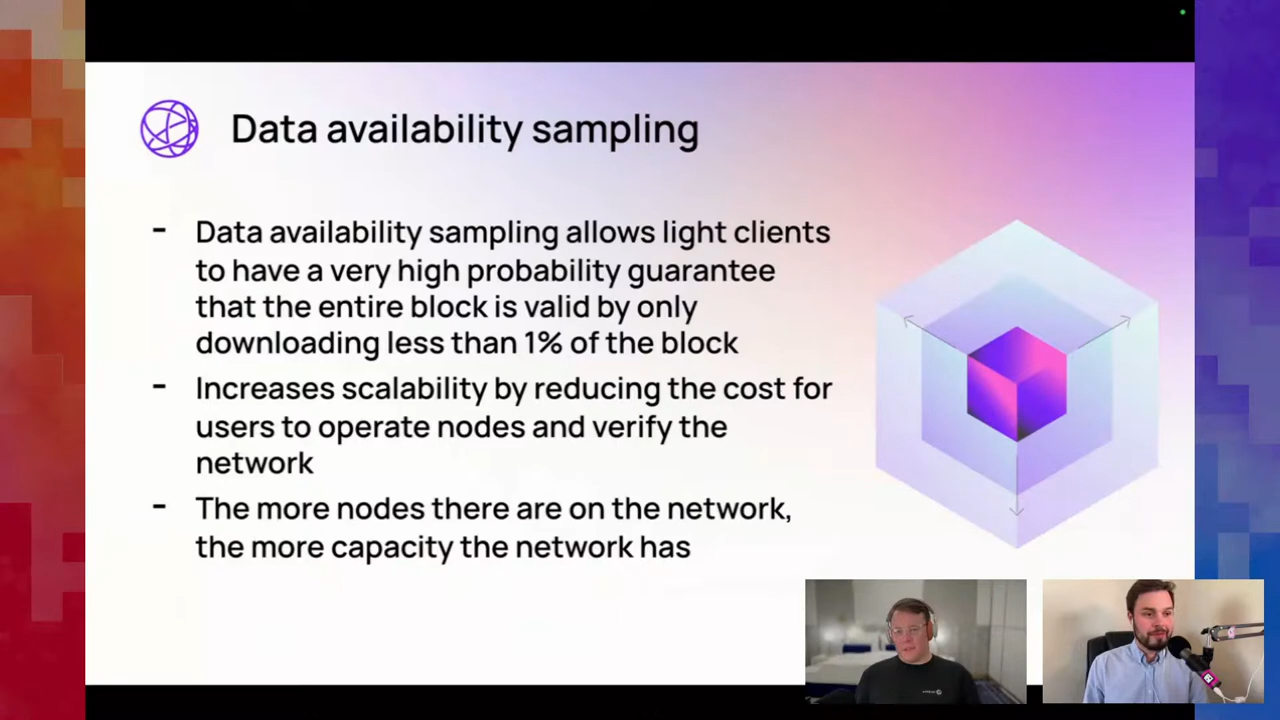 Data availability sampling
- Data availability sampling allows light clients
to have a very high probability guarantee
that the entire block is valid by only
downloading less than 1% of the block
- Increases scalability by reducing the cost for
users to operate nodes and verify the
network
- The more nodes there are on the network,
the more capacity the network has